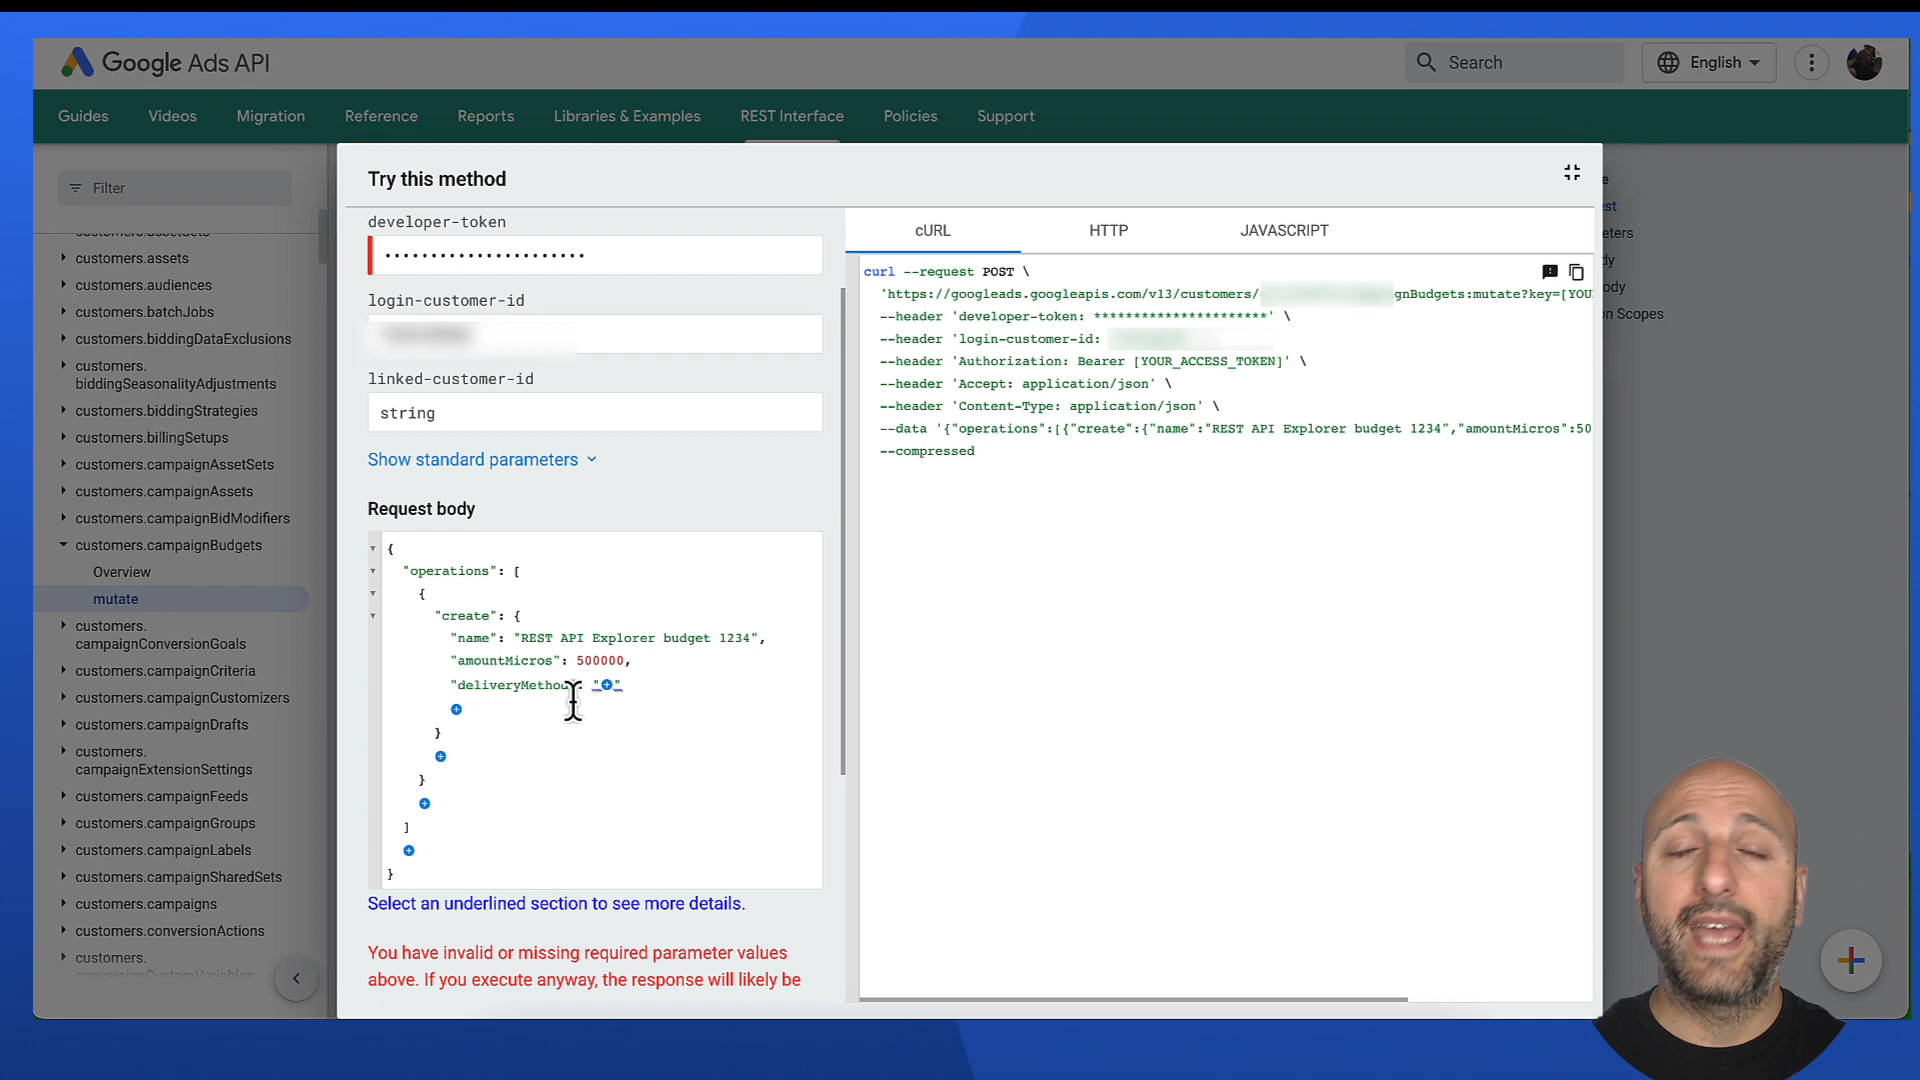 Google Ads API
Search
English
Guides
Videos
Migration
Reference
Reports
Libraries & Examples
REST Interface
Policies
Support
Filter
customers.assets
customers.audiences
customers.batchJobs
customers.biddingDataExclusions
customers.
biddingSeasonalityAdjustments
customers.biddingStrategies
customers.billingSetups
customers.campaignAssetSets
customers.campaignAssets
customers.campaignBidModifiers
customers.campaignBudgets
Overview
mutate
customers.
campaignConversionGoals
customers.campaignCriteria
customers.campaignCustomizers
customers.campaignDrafts
customers.
campaignExtensionSettings
customers.campaignFeeds
customers.campaignGroups
customers.campaignLabels
customers.campaignSharedSets
customers.campaigns
customers.conversionActions
customers.
Try this method
developer-token
••••••••••••••••••••••
login-customer-id
linked-customer-id
string
Show standard parameters
Request body
{
"operations": [
{
"create": {
"name": "REST API Explorer budget 1234",
"amountMicros": 500000,
"deliveryMethod": ""
}
}
]
}
Select an underlined section to see more details.
You have invalid or missing required parameter values
above. If you execute anyway, the response will likely be
cURL
HTTP
JAVASCRIPT
curl --request POST \
'https://googleads.googleapis.com/v13/customers/ gnBudgets:mutate?key=[YOU
--header 'developer-token: **********************' \
--header 'login-customer-id:
--header 'Authorization: Bearer [YOUR_ACCESS_TOKEN]' \
--header 'Accept: application/json' \
--header 'Content-Type: application/json' \
--data '{"operations":[{"create":{"name":"REST API Explorer budget 1234","amountMicros":50
--compressed
e
est
eters
dy
ody
on Scopes